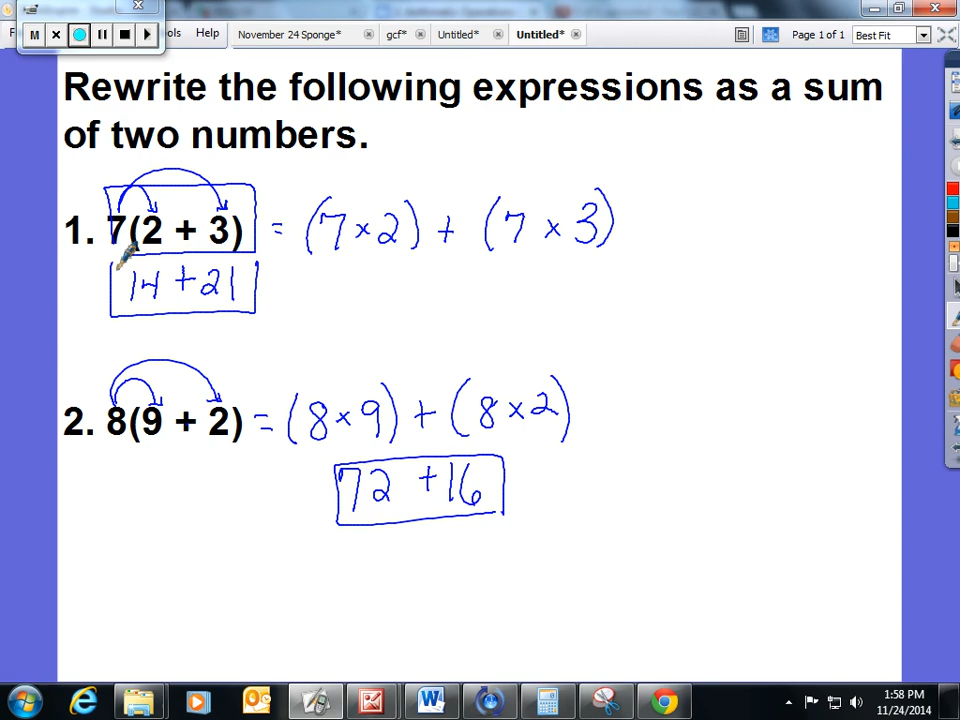 M
Help
November 24 Sponge*
gcf*
Untitled*
Untitled*
Page 1 of 1
Best Fit
Rewrite the following expressions as a sum
of two numbers.
1. 7(2 + 3) = (7 × 2) + (7 × 3)
14 + 21
2. 8(9 + 2) = (8 × 9) + (8 × 2)
72 + 16
1:58 PM
11/24/2014